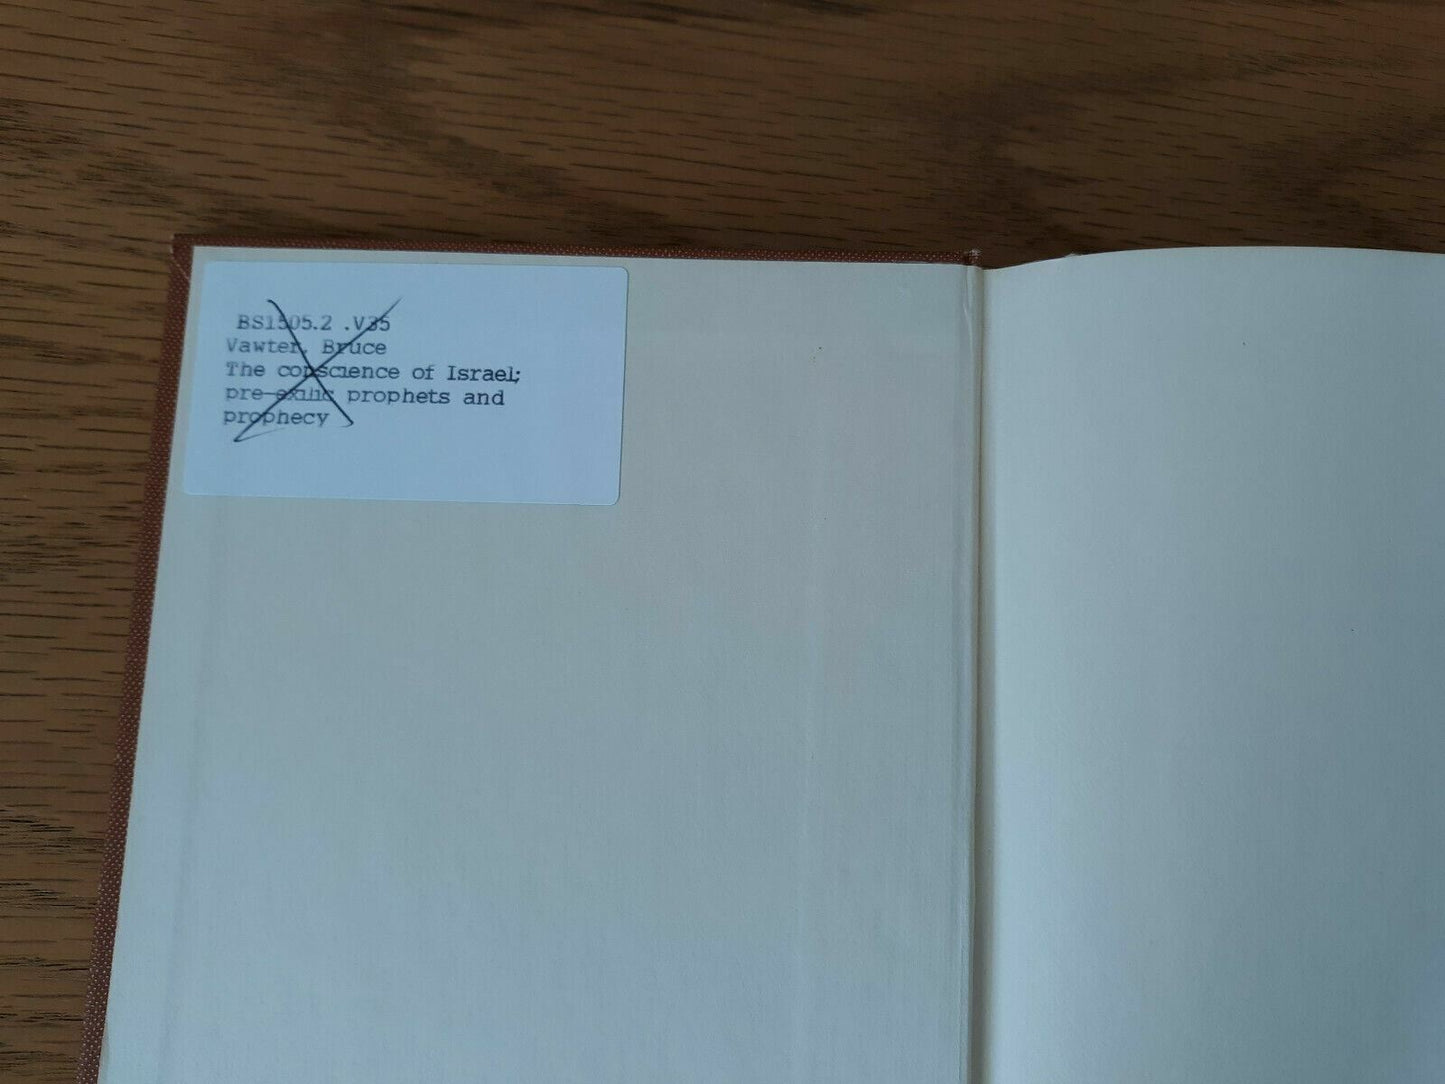 BS1505.2 .V35
Vawter, Bruce
The conscience of Israel;
pre-exilic prophets and
prophecy